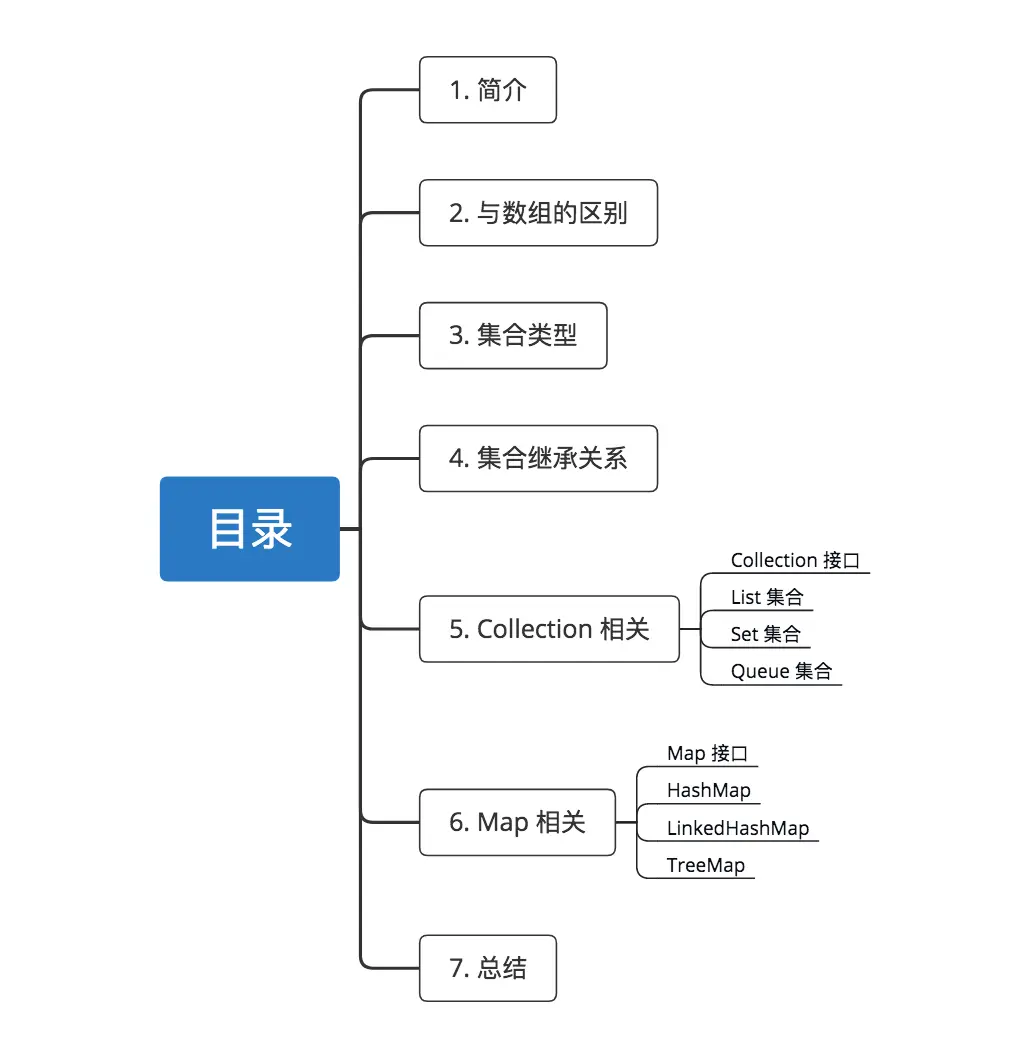 目录
1. 简介
2. 与数组的区别
3. 集合类型
4. 集合继承关系
5. Collection 相关
Collection 接口
List 集合
Set 集合
Queue 集合
6. Map 相关
Map 接口
HashMap
LinkedHashMap
TreeMap
7. 总结